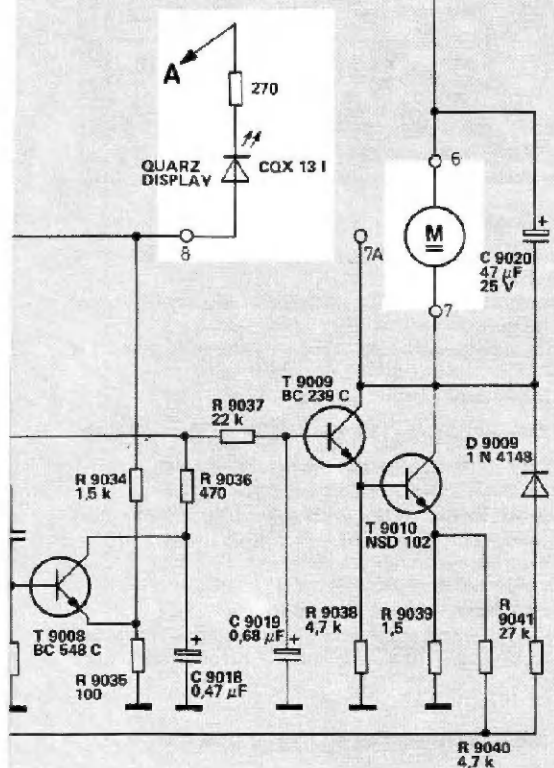 A
270
QUARZ
DISPLAY
CQX 13 I
8
7A
6
M
C 9020
47 µF
25 V
7
T 9009
BC 239 C
R 9037
22 k
D 9009
1 N 4148
R 9034
1,5 k
R 9036
470
T 9010
NSD 102
T 9008
BC 548 C
C 9019
0,68 µF
R 9038
4,7 k
R 9039
1,5
R
9041
27 k
R 9035
100
C 9018
0,47 µF
R 9040
4,7 k
+
+
+